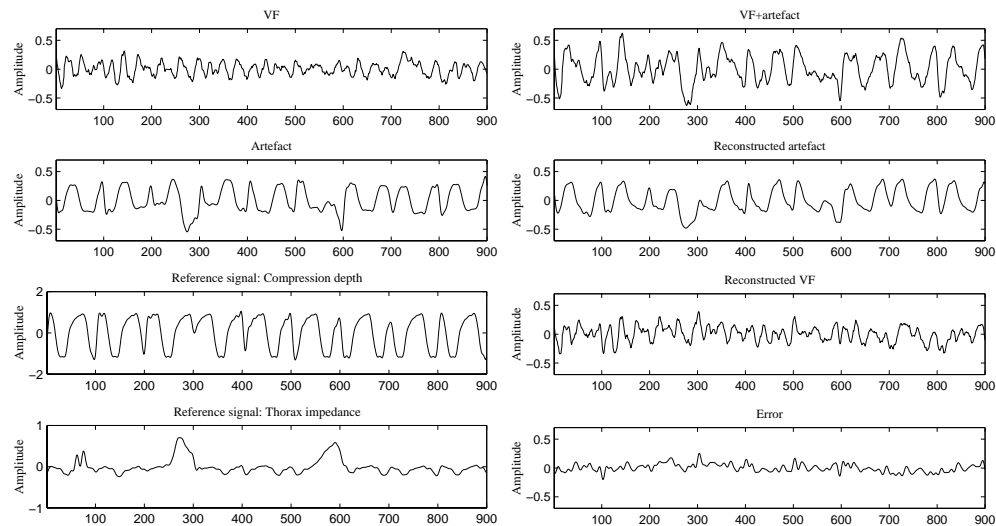 VF
Amplitude
0.5
0
−0.5
100 200 300 400 500 600 700 800 900
Artefact
Amplitude
0.5
0
−0.5
100 200 300 400 500 600 700 800 900
Reference signal: Compression depth
Amplitude
2
0
−2
100 200 300 400 500 600 700 800 900
Reference signal: Thorax impedance
Amplitude
1
0
−1
100 200 300 400 500 600 700 800 900
VF+artefact
Amplitude
0.5
0
−0.5
100 200 300 400 500 600 700 800 900
Reconstructed artefact
Amplitude
0.5
0
−0.5
100 200 300 400 500 600 700 800 900
Reconstructed VF
Amplitude
0.5
0
−0.5
100 200 300 400 500 600 700 800 900
Error
Amplitude
0.5
0
−0.5
100 200 300 400 500 600 700 800 900